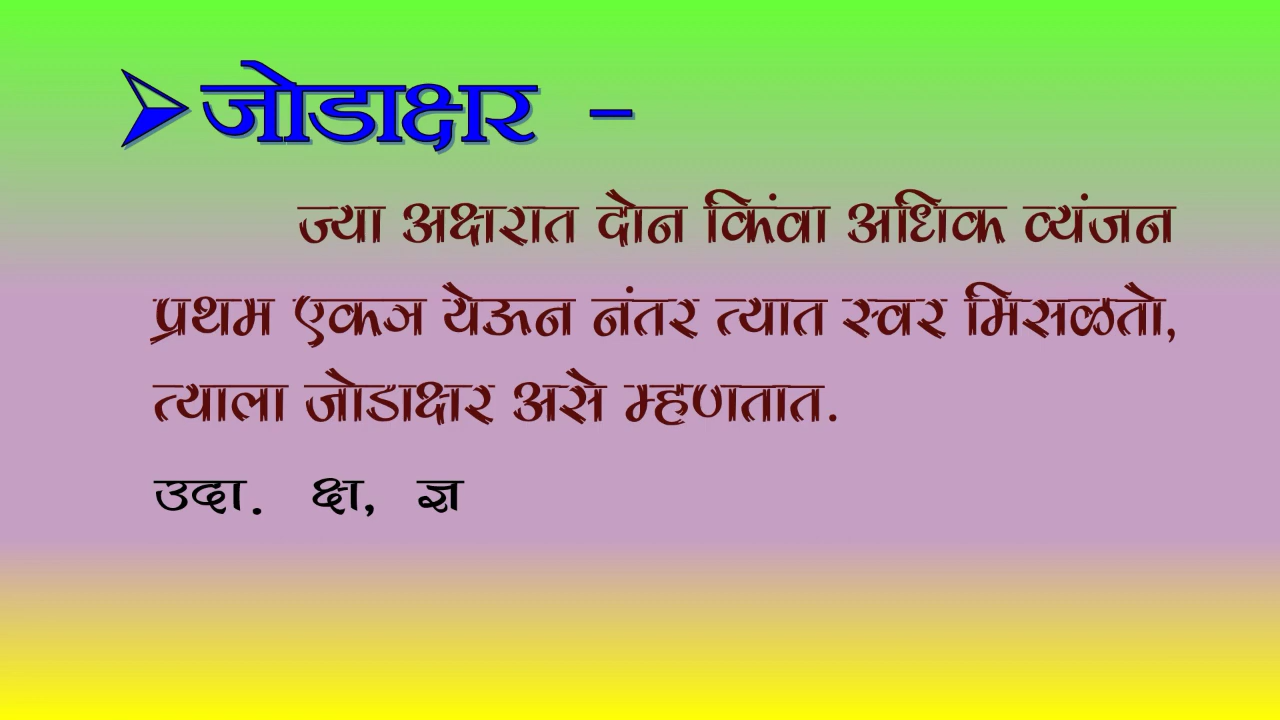 जोडाक्षर -
ज्या अक्षरात दोन किंवा अधिक व्यंजन
प्रथम एकत्र येऊन नंतर त्यात स्वर मिसळतो,
त्याला जोडाक्षर असे म्हणतात.
उदा. क्ष, ज्ञ